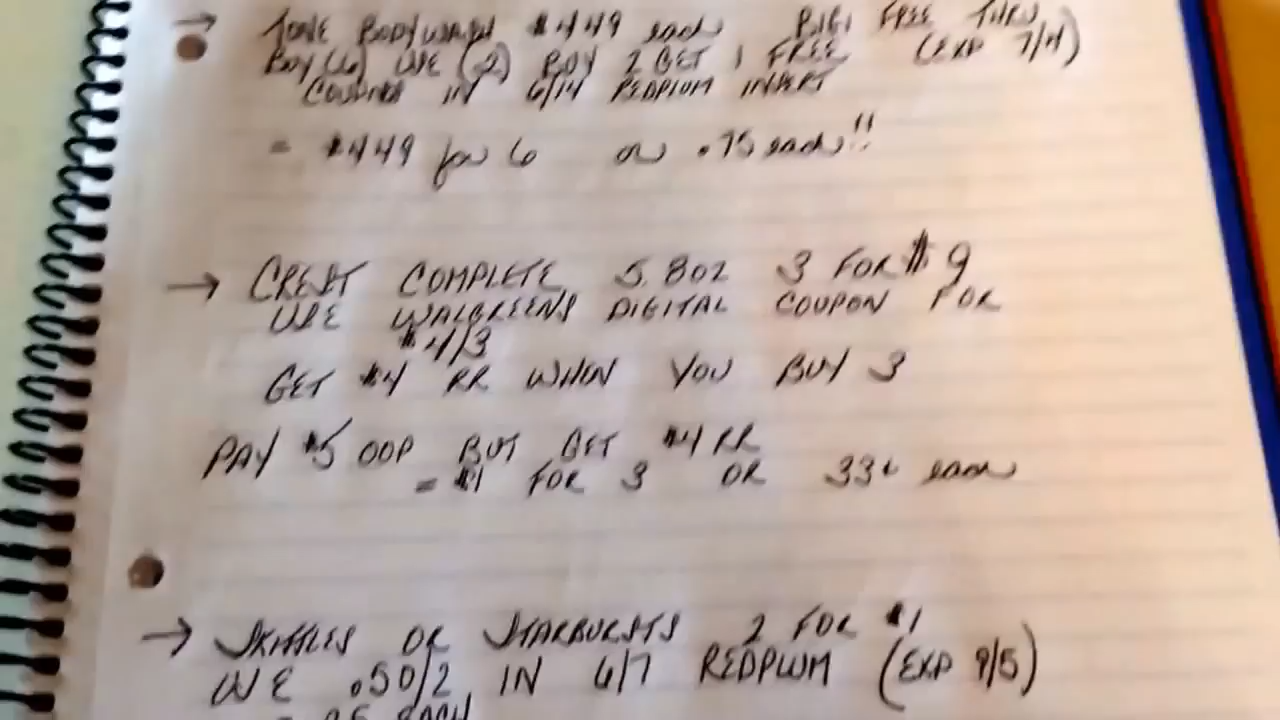 → TONE BODYWASH $4.49 each B1G1 FREE THRU
BUY (6) USE (2) BUY 2 GET 1 FREE (EXP 7/4)
COUPONS IN 6/14 REDPLUM INSERT
= $4.49 for 6 or .75 each!!
→ CREST COMPLETE 5.8OZ 3 FOR $9
USE WALGREENS DIGITAL COUPON FOR
$4/3
GET $4 RR WHEN YOU BUY 3
PAY $5 OOP BUT GET $4 RR
= $1 FOR 3 OR 33¢ each
→ SKITTLES OR STARBURSTS 2 FOR $1
USE .50/2 IN 6/7 REDPLUM (EXP 9/5)
= .25 EACH